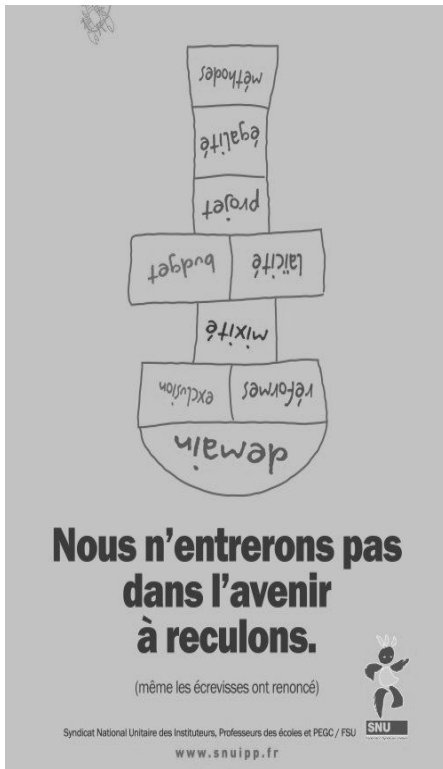 méthodes
égalité
projet
budget laïcité
mixité
exclusion réformes
demain
Nous n’entrerons pas
dans l’avenir
à reculons.
(même les écrevisses ont renoncé)
Syndicat National Unitaire des Instituteurs, Professeurs des écoles et PEGC / FSU
SNU
www.snuipp.fr